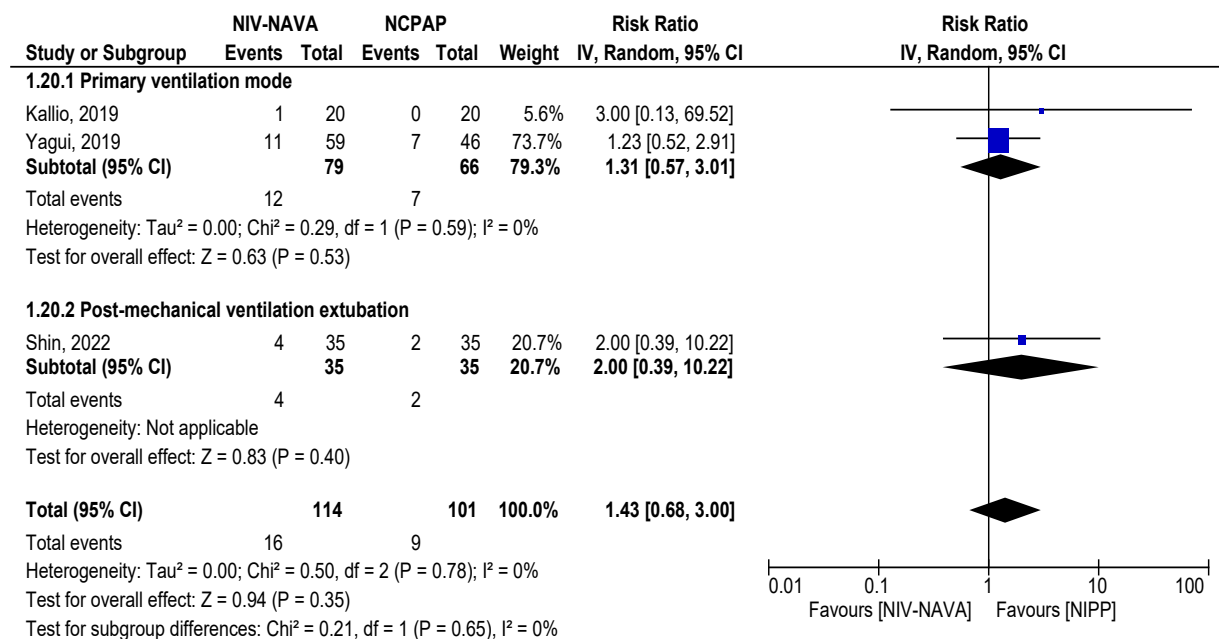 NIV-NAVA NCPAP Risk Ratio Risk Ratio
Study or Subgroup Events Total Events Total Weight IV, Random, 95% CI IV, Random, 95% CI
1.20.1 Primary ventilation mode
Kallio, 2019 1 20 0 20 5.6% 3.00 [0.13, 69.52]
Yagui, 2019 11 59 7 46 73.7% 1.23 [0.52, 2.91]
Subtotal (95% CI) 79 66 79.3% 1.31 [0.57, 3.01]
Total events 12 7
Heterogeneity: Tau² = 0.00; Chi² = 0.29, df = 1 (P = 0.59); I² = 0%
Test for overall effect: Z = 0.63 (P = 0.53)
1.20.2 Post-mechanical ventilation extubation
Shin, 2022 4 35 2 35 20.7% 2.00 [0.39, 10.22]
Subtotal (95% CI) 35 35 20.7% 2.00 [0.39, 10.22]
Total events 4 2
Heterogeneity: Not applicable
Test for overall effect: Z = 0.83 (P = 0.40)
Total (95% CI) 114 101 100.0% 1.43 [0.68, 3.00]
Total events 16 9
Heterogeneity: Tau² = 0.00; Chi² = 0.50, df = 2 (P = 0.78); I² = 0%
Test for overall effect: Z = 0.94 (P = 0.35)
Test for subgroup differences: Chi² = 0.21, df = 1 (P = 0.65), I² = 0%
0.01 0.1 1 10 100
Favours [NIV-NAVA] Favours [NIPP]